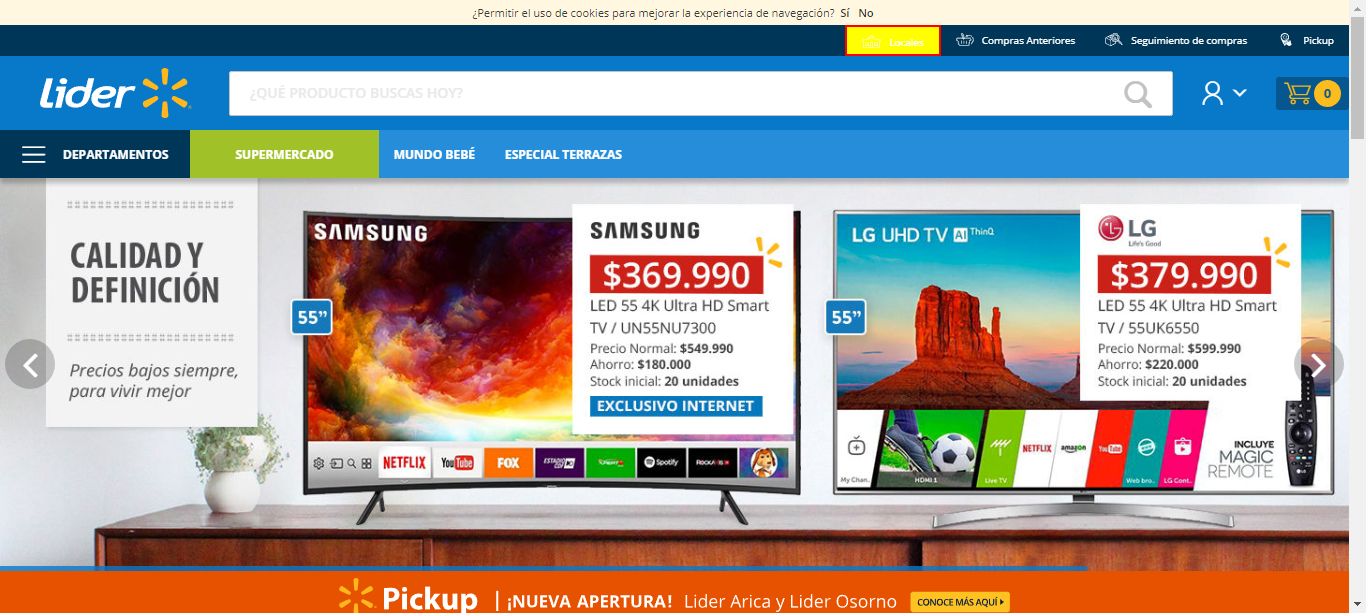 ¿Permitir el uso de cookies para mejorar la experiencia de navegación? Sí No
Locales Compras Anteriores Seguimiento de compras Pickup
Lider
¿QUÉ PRODUCTO BUSCAS HOY?
0
DEPARTAMENTOS SUPERMERCADO MUNDO BEBÉ ESPECIAL TERRAZAS
CALIDAD Y
DEFINICIÓN
Precios bajos siempre,
para vivir mejor
SAMSUNG
55”
NETFLIX YouTube FOX ESTADIO CDF Spotify
SAMSUNG
$369.990
LED 55 4K Ultra HD Smart
TV / UN55NU7300
Precio Normal: $549.990
Ahorro: $180.000
Stock inicial: 20 unidades
EXCLUSIVO INTERNET
LG UHD TV AI ThinQ
55”
My Chan. HDMI 1 Live TV NETFLIX amazon YouTube Web bro.. LG Cont..
LG
Life's Good
$379.990
LED 55 4K Ultra HD Smart
TV / 55UK6550
Precio Normal: $599.990
Ahorro: $220.000
Stock inicial: 20 unidades
INCLUYE
MAGIC
REMOTE
Pickup | ¡NUEVA APERTURA! Lider Arica y Lider Osorno CONOCE MÁS AQUÍ